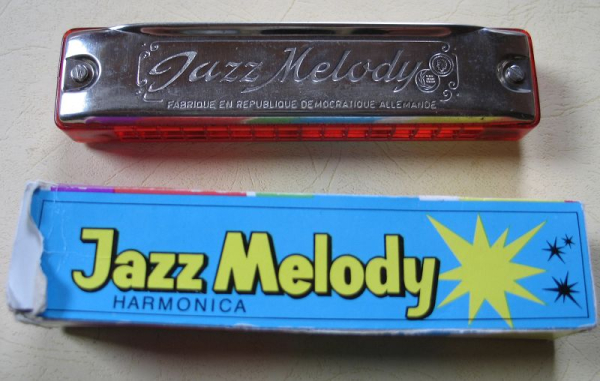 Jazz Melody
FABRIQUE EN REPUBLIQUE DEMOCRATIQUE ALLEMANDE
Jazz Melody
HARMONICA